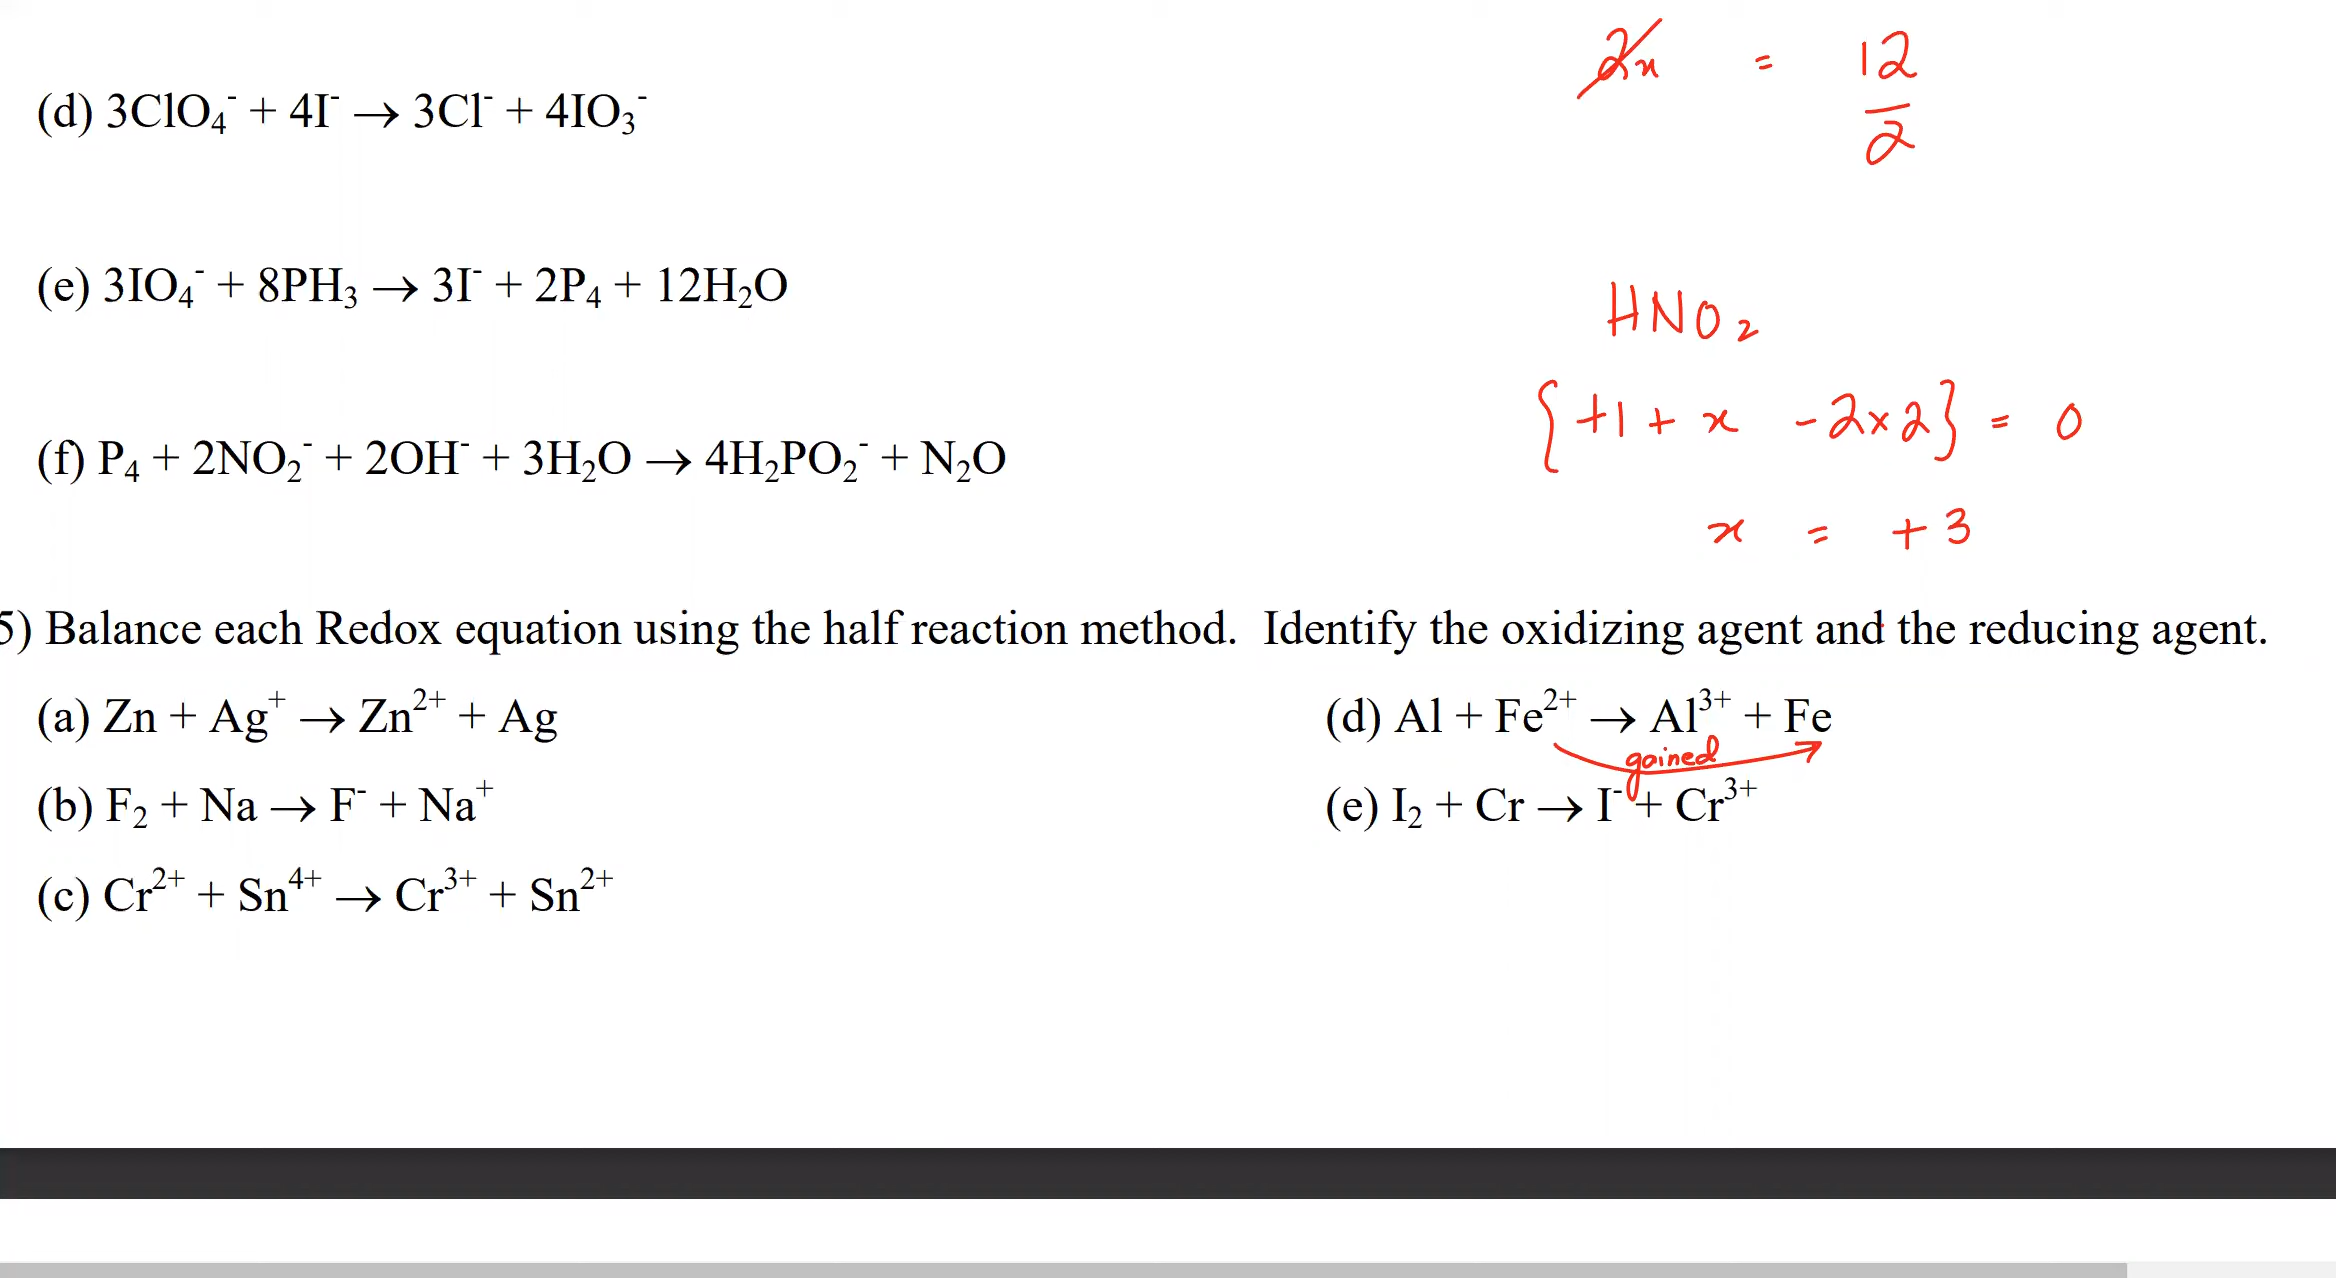 2x = 12
2
(d) 3ClO₄⁻ + 4I⁻ → 3Cl⁻ + 4IO₃⁻
(e) 3IO₄⁻ + 8PH₃ → 3I⁻ + 2P₄ + 12H₂O
HNO₂
{+1 + x - 2×2} = 0
(f) P₄ + 2NO₂⁻ + 2OH⁻ + 3H₂O → 4H₂PO₂⁻ + N₂O
x = +3
5) Balance each Redox equation using the half reaction method. Identify the oxidizing agent and the reducing agent.
(a) Zn + Ag⁺ → Zn²⁺ + Ag
(d) Al + Fe²⁺ → Al³⁺ + Fe
gained
(b) F₂ + Na → F⁻ + Na⁺
(e) I₂ + Cr → I⁻ + Cr³⁺
(c) Cr²⁺ + Sn⁴⁺ → Cr³⁺ + Sn²⁺